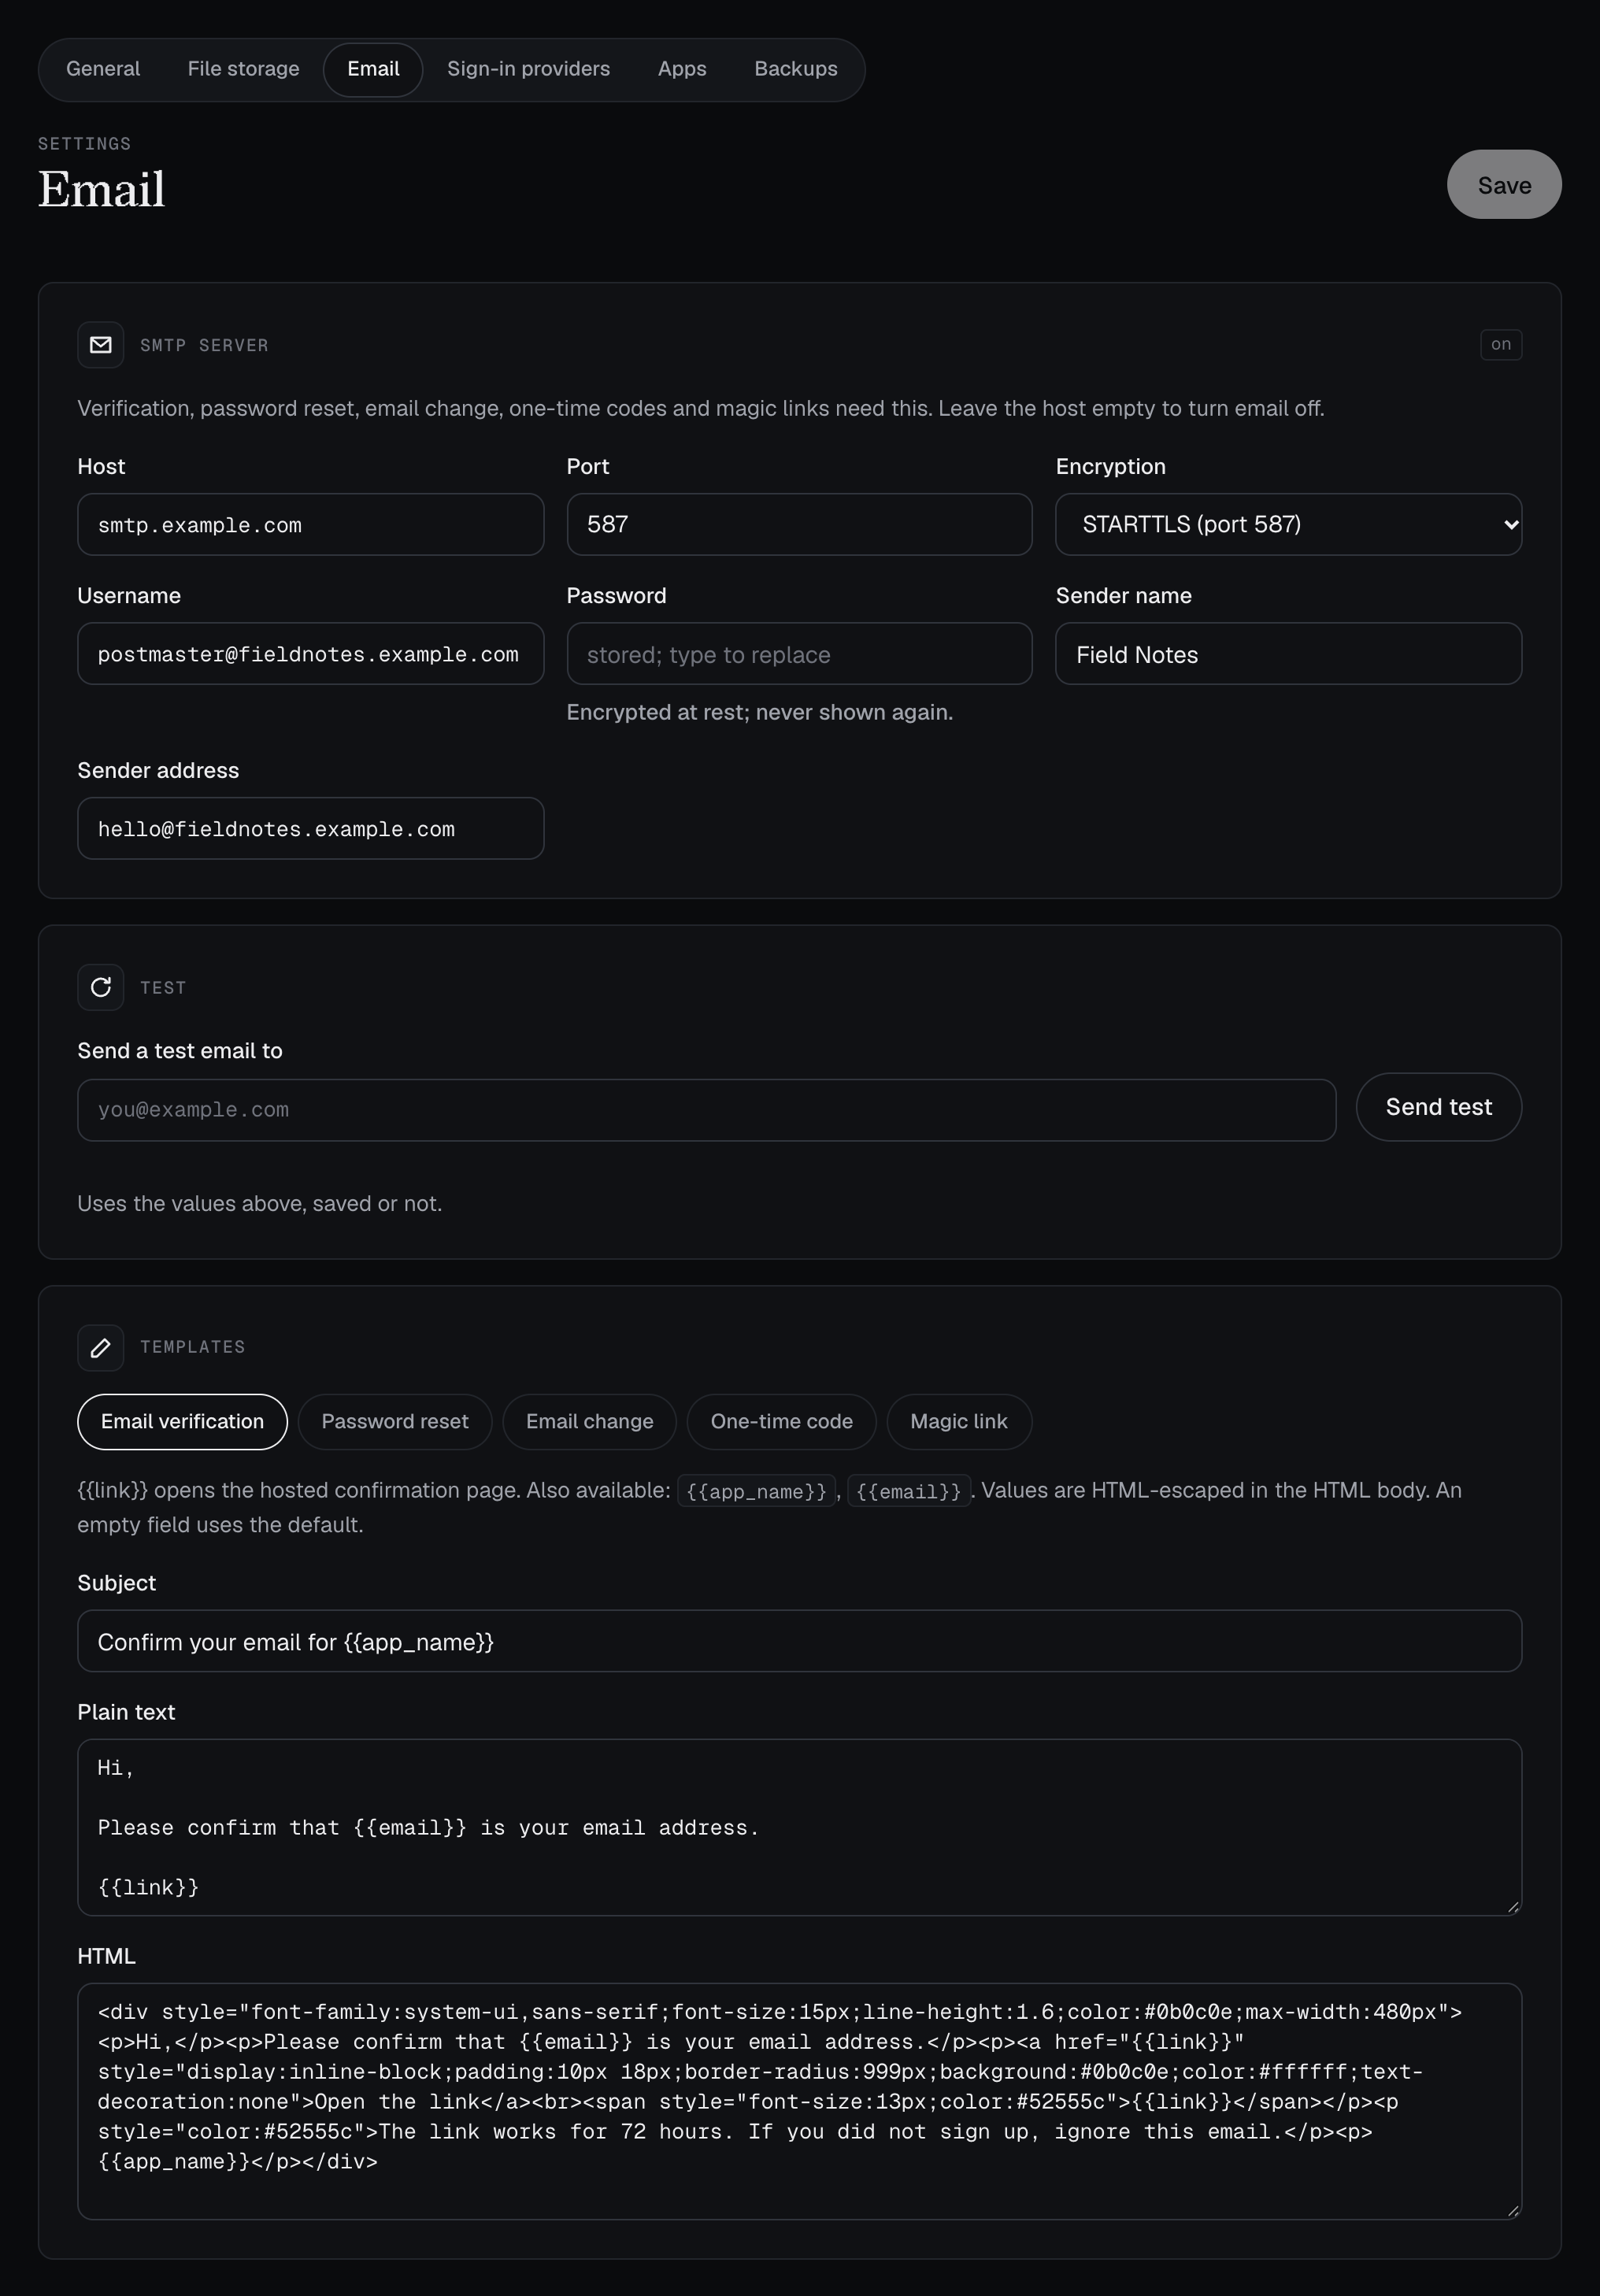 General File storage Email Sign-in providers Apps Backups
SETTINGS
Email
Save
SMTP SERVER
on
Verification, password reset, email change, one-time codes and magic links need this. Leave the host empty to turn email off.
Host
Port
Encryption
smtp.example.com
587
STARTTLS (port 587)
Username
Password
Sender name
postmaster@fieldnotes.example.com
stored; type to replace
Field Notes
Encrypted at rest; never shown again.
Sender address
hello@fieldnotes.example.com
TEST
Send a test email to
you@example.com
Send test
Uses the values above, saved or not.
TEMPLATES
Email verification Password reset Email change One-time code Magic link
{{link}} opens the hosted confirmation page. Also available: {{app_name}}, {{email}}. Values are HTML-escaped in the HTML body. An
empty field uses the default.
Subject
Confirm your email for {{app_name}}
Plain text
Hi,
Please confirm that {{email}} is your email address.
{{link}}
HTML
<div style="font-family:system-ui,sans-serif;font-size:15px;line-height:1.6;color:#0b0c0e;max-width:480px">
<p>Hi,</p><p>Please confirm that {{email}} is your email address.</p><p><a href="{{link}}"
style="display:inline-block;padding:10px 18px;border-radius:999px;background:#0b0c0e;color:#ffffff;text-
decoration:none">Open the link</a><br><span style="font-size:13px;color:#52555c">{{link}}</span></p><p
style="color:#52555c">The link works for 72 hours. If you did not sign up, ignore this email.</p><p>
{{app_name}}</p></div>